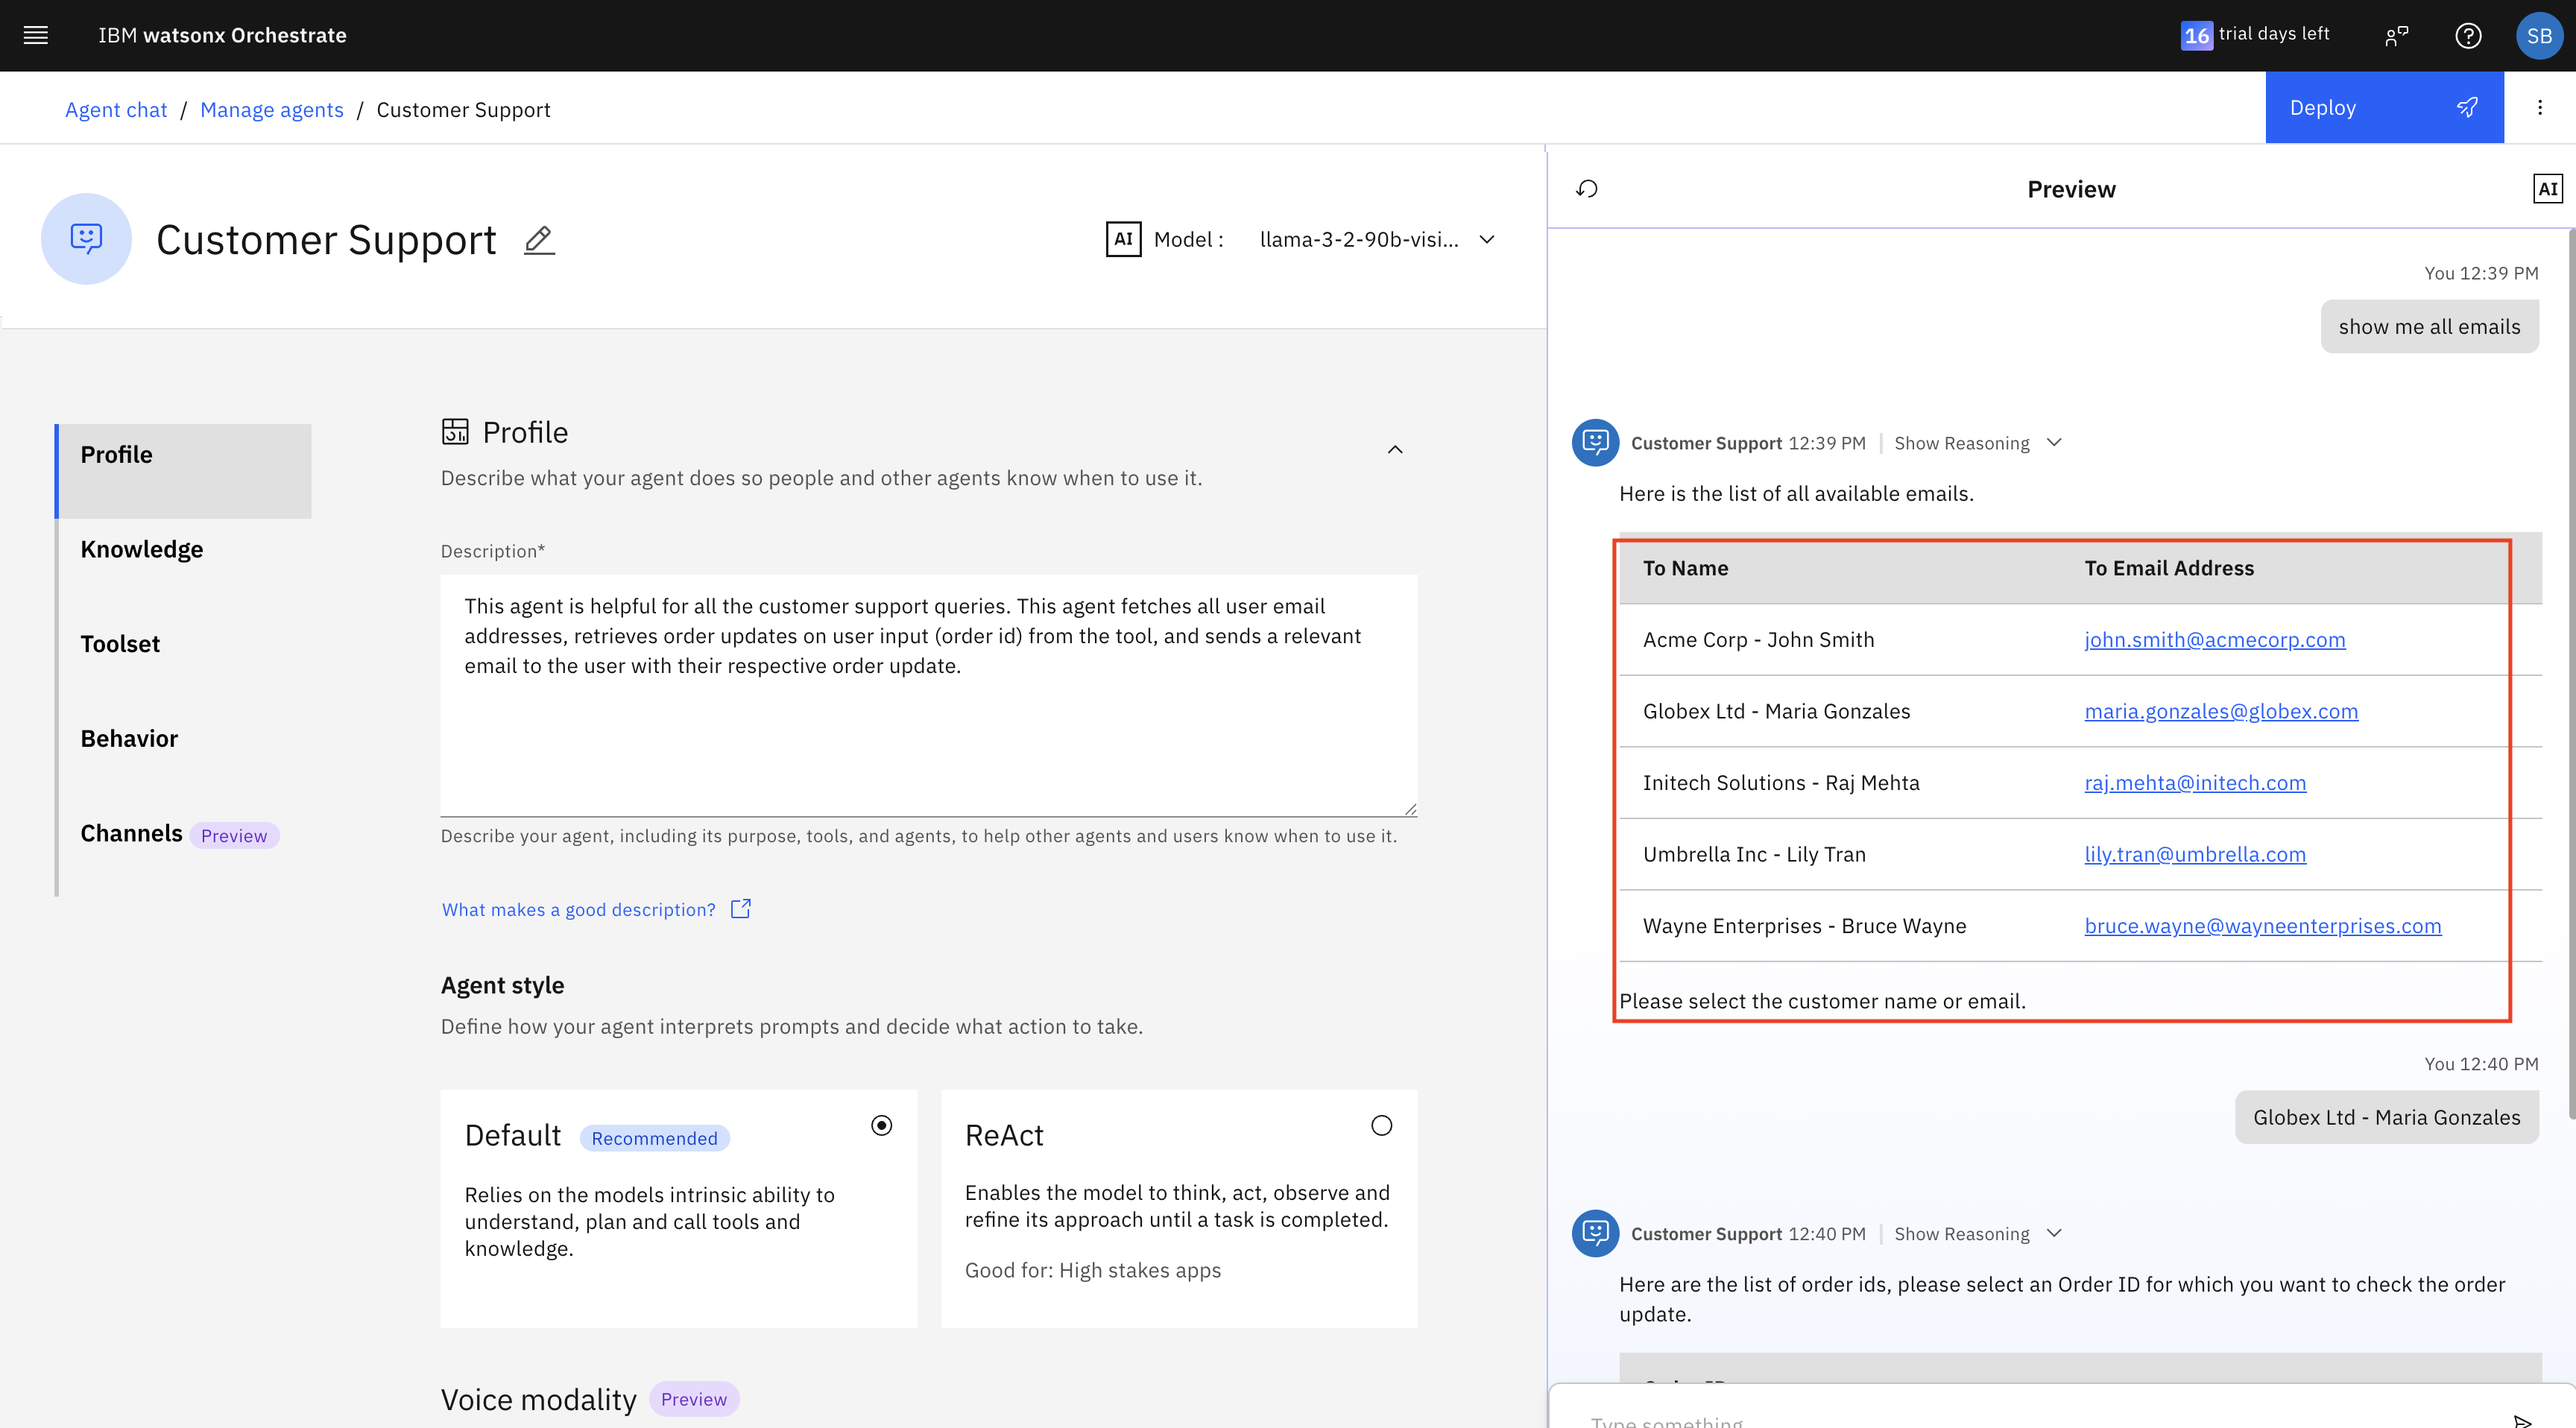 IBM watsonx Orchestrate
16 trial days left
SB
Agent chat / Manage agents / Customer Support
Deploy
Customer Support
AI Model : llama-3-2-90b-visi...
Profile
Knowledge
Toolset
Behavior
Channels Preview
Profile
Describe what your agent does so people and other agents know when to use it.
Description*
This agent is helpful for all the customer support queries. This agent fetches all user email
addresses, retrieves order updates on user input (order id) from the tool, and sends a relevant
email to the user with their respective order update.
Describe your agent, including its purpose, tools, and agents, to help other agents and users know when to use it.
What makes a good description?
Agent style
Define how your agent interprets prompts and decide what action to take.
Default Recommended
Relies on the models intrinsic ability to
understand, plan and call tools and
knowledge.
ReAct
Enables the model to think, act, observe and
refine its approach until a task is completed.
Good for: High stakes apps
Voice modality Preview
Preview
AI
You 12:39 PM
show me all emails
Customer Support 12:39 PM | Show Reasoning
Here is the list of all available emails.
To Name To Email Address
Acme Corp - John Smith john.smith@acmecorp.com
Globex Ltd - Maria Gonzales maria.gonzales@globex.com
Initech Solutions - Raj Mehta raj.mehta@initech.com
Umbrella Inc - Lily Tran lily.tran@umbrella.com
Wayne Enterprises - Bruce Wayne bruce.wayne@wayneenterprises.com
Please select the customer name or email.
You 12:40 PM
Globex Ltd - Maria Gonzales
Customer Support 12:40 PM | Show Reasoning
Here are the list of order ids, please select an Order ID for which you want to check the order
update.
Type something